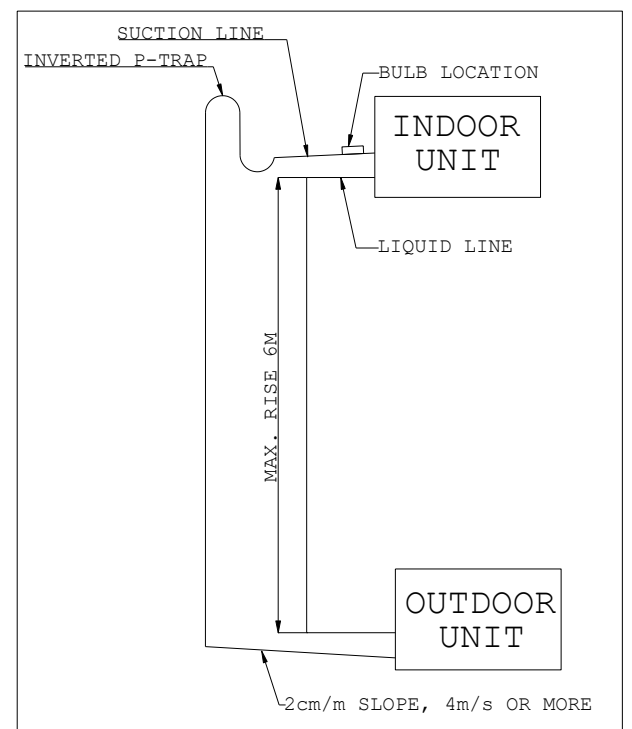 SUCTION LINE
INVERTED P-TRAP
BULB LOCATION
INDOOR
UNIT
LIQUID LINE
MAX. RISE 6M
OUTDOOR
UNIT
2cm/m SLOPE, 4m/s OR MORE